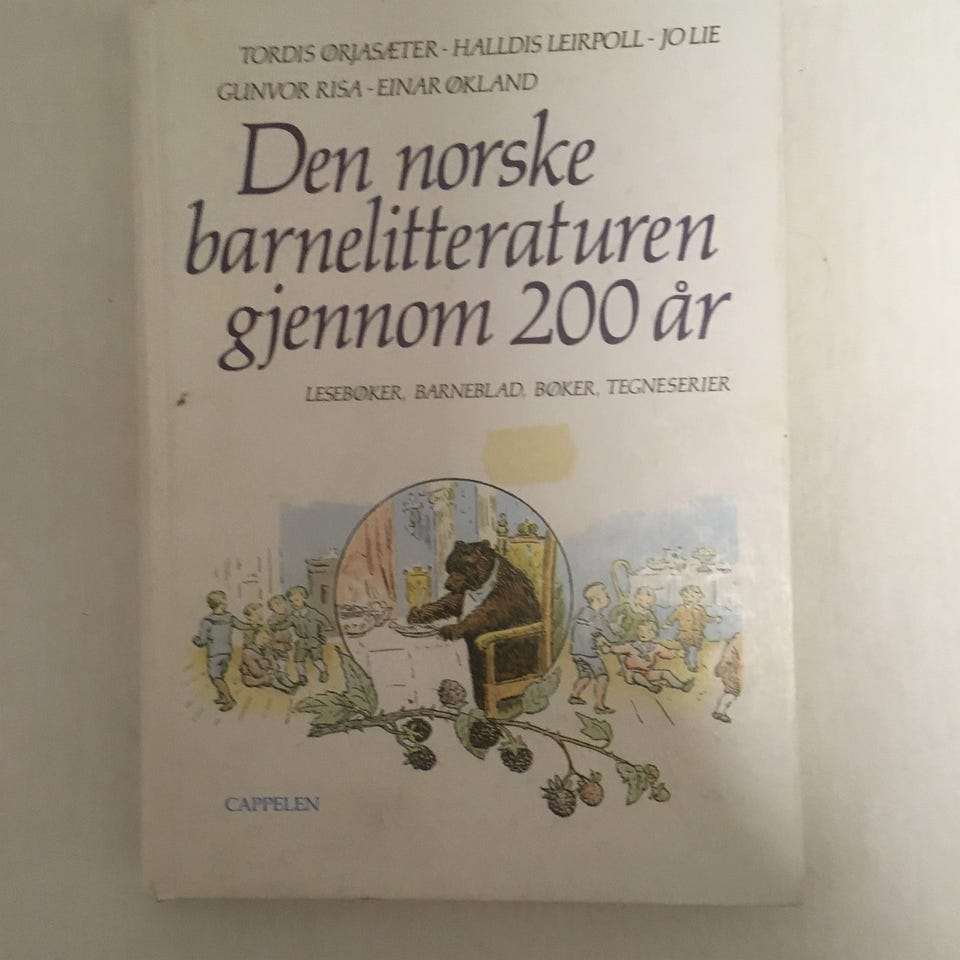 TORDIS ØRJASÆTER - HALLDIS LEIRPOLL - JO LIE
GUNVOR RISA - EINAR ØKLAND
Den norske
barnelitteraturen
gjennom 200 år
LESEBØKER, BARNEBLAD, BØKER, TEGNESERIER
CAPPELEN